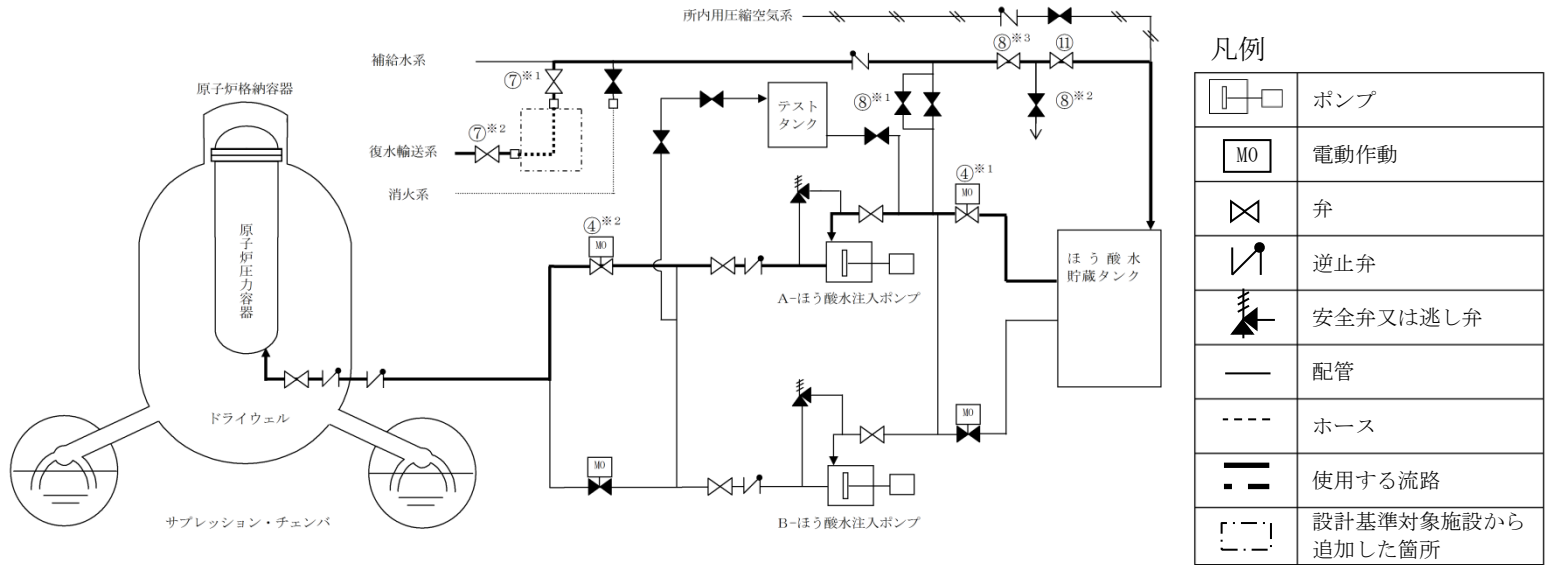 所内用圧縮空気系
補給水系
⑧※3
⑪
⑦※1
原子炉格納容器
テスト
タンク
⑧※1
⑧※2
⑦※2
復水輸送系
消火系
④※1
MO
④※2
MO
原子炉圧力容器
ほう酸水
貯蔵タンク
A-ほう酸水注入ポンプ
ドライウェル
MO
MO
サプレッション・チェンバ
B-ほう酸水注入ポンプ
凡例
ポンプ
MO
電動作動
弁
逆止弁
安全弁又は逃し弁
配管
ホース
使用する流路
設計基準対象施設から
追加した箇所